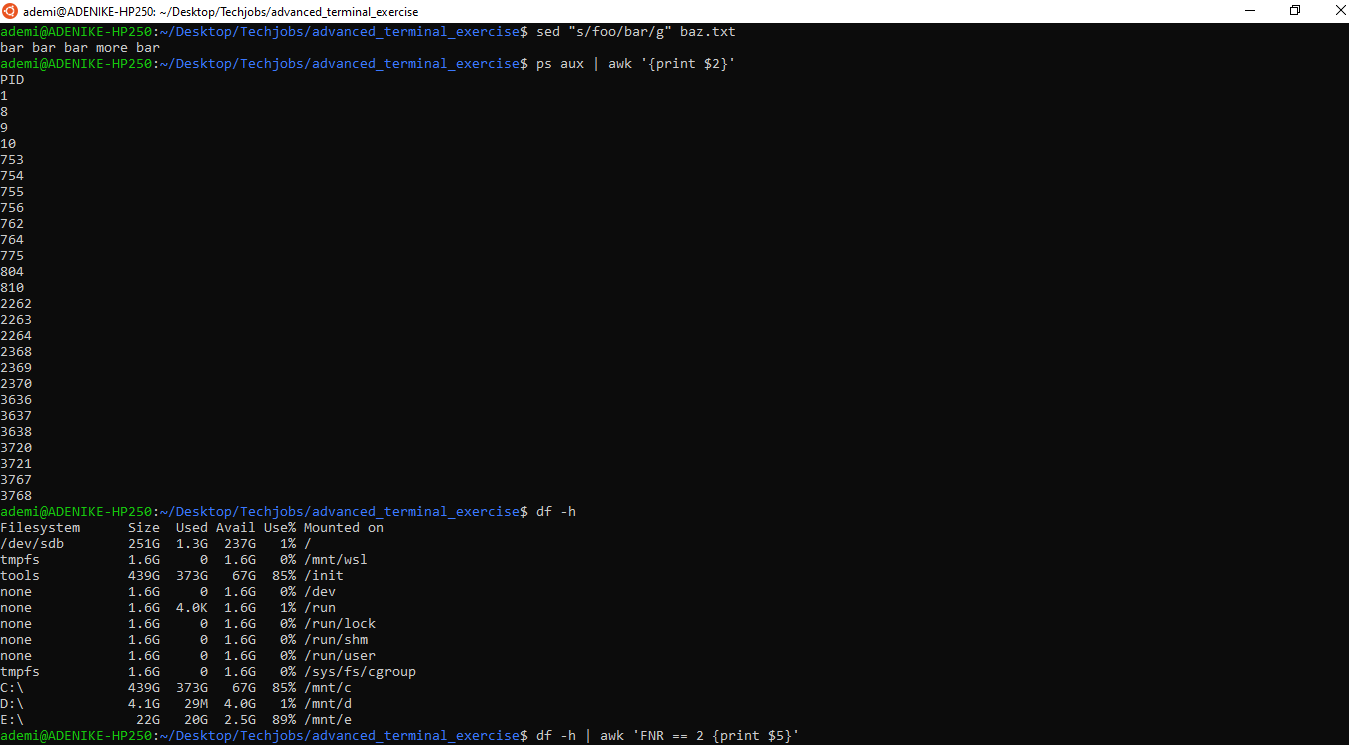 ademi@ADENIKE-HP250: ~/Desktop/Techjobs/advanced_terminal_exercise
ademi@ADENIKE-HP250:~/Desktop/Techjobs/advanced_terminal_exercise$ sed "s/foo/bar/g" baz.txt
bar bar bar more bar
ademi@ADENIKE-HP250:~/Desktop/Techjobs/advanced_terminal_exercise$ ps aux | awk '{print $2}'
PID
1
8
9
10
753
754
755
756
762
764
775
804
810
2262
2263
2264
2368
2369
2370
3636
3637
3638
3720
3721
3767
3768
ademi@ADENIKE-HP250:~/Desktop/Techjobs/advanced_terminal_exercise$ df -h
Filesystem      Size  Used Avail Use% Mounted on
/dev/sdb        251G  1.3G  237G   1% /
tmpfs           1.6G     0  1.6G   0% /mnt/wsl
tools           439G  373G   67G  85% /init
none            1.6G     0  1.6G   0% /dev
none            1.6G  4.0K  1.6G   1% /run
none            1.6G     0  1.6G   0% /run/lock
none            1.6G     0  1.6G   0% /run/shm
none            1.6G     0  1.6G   0% /run/user
tmpfs           1.6G     0  1.6G   0% /sys/fs/cgroup
C:\             439G  373G   67G  85% /mnt/c
D:\             4.1G   29M  4.0G   1% /mnt/d
E:\              22G   20G  2.5G  89% /mnt/e
ademi@ADENIKE-HP250:~/Desktop/Techjobs/advanced_terminal_exercise$ df -h | awk 'FNR == 2 {print $5}'